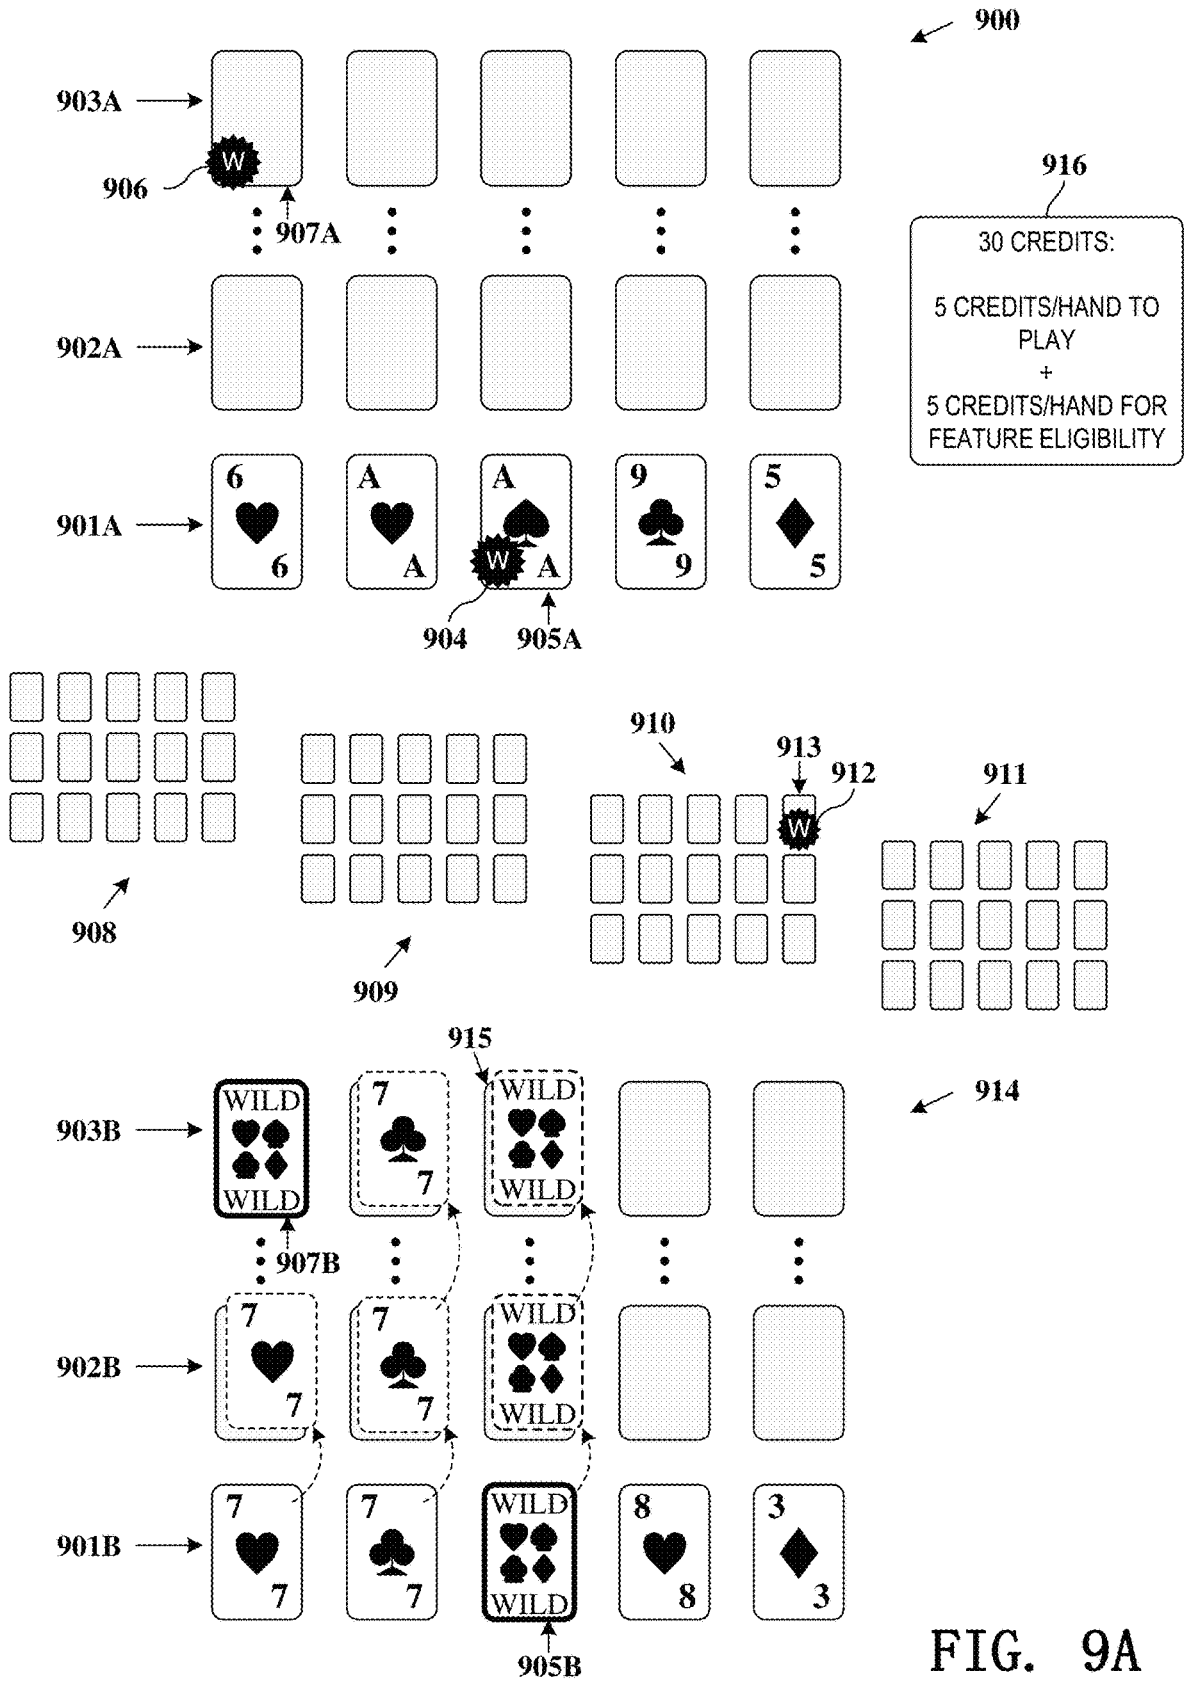 900
903A
W
906
907A
916
30 CREDITS:
5 CREDITS/HAND TO
PLAY
+
5 CREDITS/HAND FOR
FEATURE ELIGIBILITY
902A
901A
6 A A 9 5
W
6 A A 9 5
904 905A
908
909
910
913
912
W
911
915
914
903B
WILD 7 WILD
WILD 7 WILD
907B
902B
7 7 WILD
7 7 WILD
901B
7 7 WILD 8 3
7 7 WILD 8 3
905B
FIG. 9A